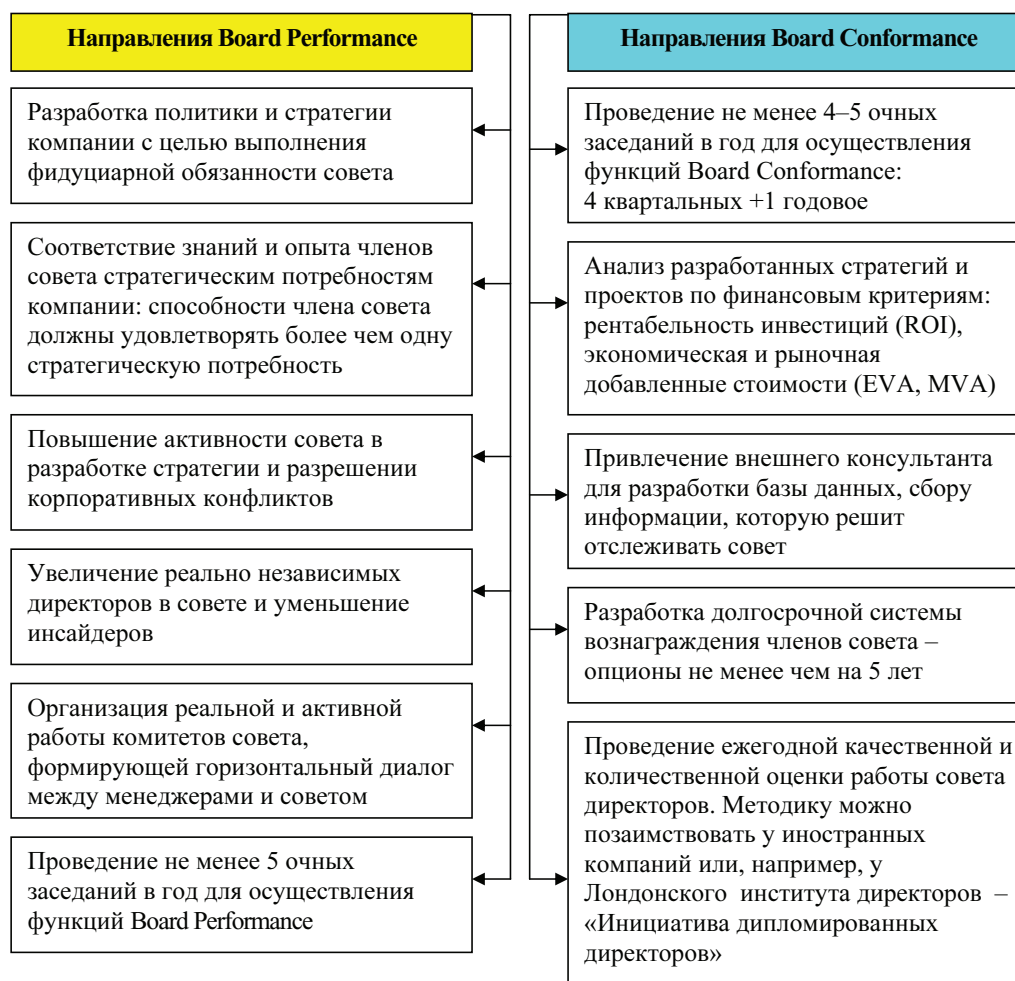 Направления Board Performance
Разработка политики и стратегии
компании с целью выполнения
фидуциарной обязанности совета
Соответствие знаний и опыта членов
совета стратегическим потребностям
компании: способности члена совета
должны удовлетворять более чем одну
стратегическую потребность
Повышение активности совета в
разработке стратегии и разрешении
корпоративных конфликтов
Увеличение реально независимых
директоров в совете и уменьшение
инсайдеров
Организация реальной и активной
работы комитетов совета,
формирующей горизонтальный диалог
между менеджерами и советом
Проведение не менее 5 очных
заседаний в год для осуществления
функций Board Performance
Направления Board Conformance
Проведение не менее 4–5 очных
заседаний в год для осуществления
функций Board Conformance:
4 квартальных +1 годовое
Анализ разработанных стратегий и
проектов по финансовым критериям:
рентабельность инвестиций (ROI),
экономическая и рыночная
добавленные стоимости (EVA, MVA)
Привлечение внешнего консультанта
для разработки базы данных, сбору
информации, которую решит
отслеживать совет
Разработка долгосрочной системы
вознаграждения членов совета –
опционы не менее чем на 5 лет
Проведение ежегодной качественной и
количественной оценки работы совета
директоров. Методику можно
позаимствовать у иностранных
компаний или, например, у
Лондонского института директоров –
«Инициатива дипломированных
директоров»